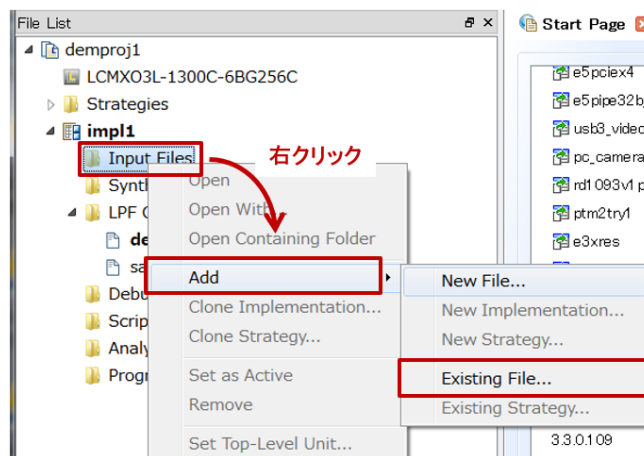 File List
Start Page
demproj1
LCMXO3L-1300C-6BG256C
Strategies
impl1
Input Files
右クリック
Open
Open With...
Open Containing Folder
Add
New File...
Clone Implementation...
New Implementation...
Clone Strategy...
New Strategy...
Set as Active
Existing File...
Remove
Existing Strategy...
Set Top-Level Unit...
e5pciex4
e5pipe32b
usb3_video
pc_camera
rd1093v1
ptm2try1
e3xres
3.3.0.109